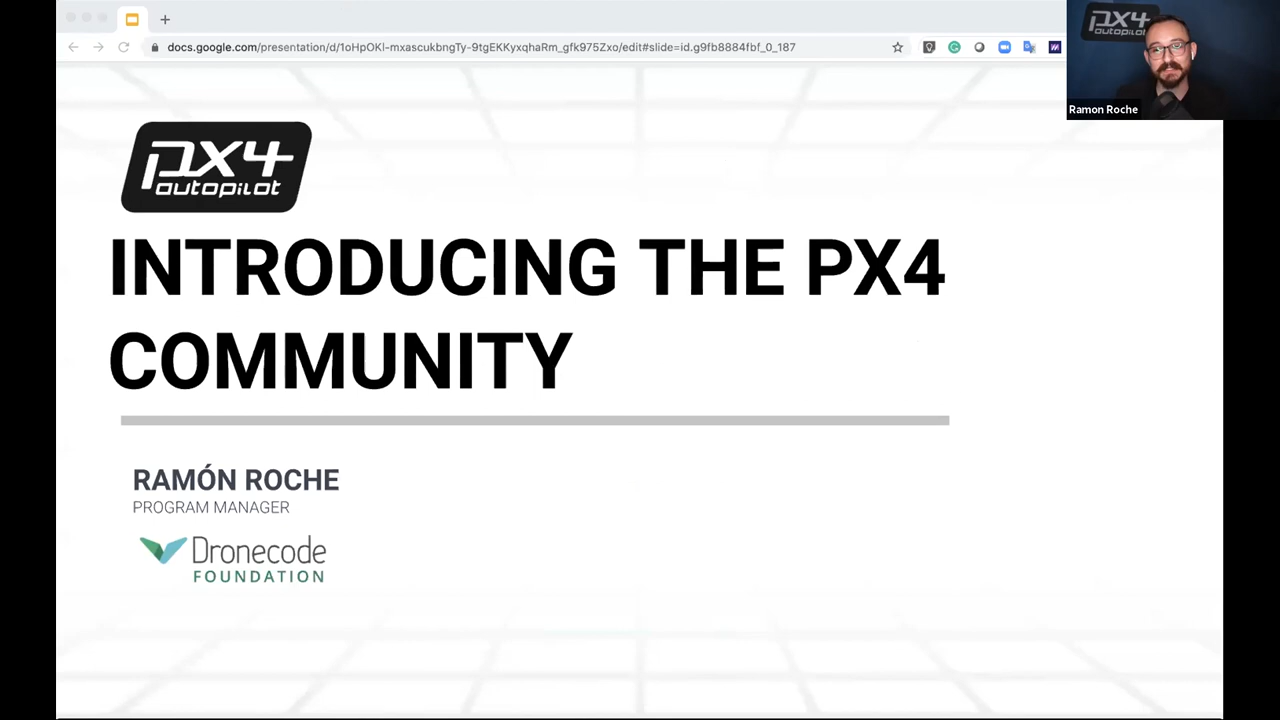 docs.google.com/presentation/d/1oHpOKl-mxascukbngTy-9tgEKKyxqhaRm_gfk975Zxo/edit#slide=id.g9fb8884fbf_0_187
px4
autopilot
Ramon Roche
px4
autopilot
INTRODUCING THE PX4
COMMUNITY
RAMÓN ROCHE
PROGRAM MANAGER
Dronecode
FOUNDATION